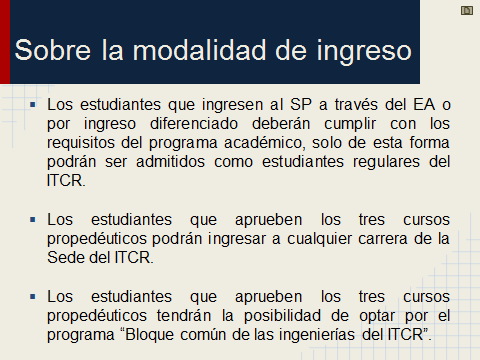 Sobre la modalidad de ingreso
Los estudiantes que ingresen al SP a través del EA o
por ingreso diferenciado deberán cumplir con los
requisitos del programa académico, solo de esta forma
podrán ser admitidos como estudiantes regulares del
ITCR.
Los estudiantes que aprueben los tres cursos
propedéuticos podrán ingresar a cualquier carrera de la
Sede del ITCR.
Los estudiantes que aprueben los tres cursos
propedéuticos tendrán la posibilidad de optar por el
programa “Bloque común de las ingenierías del ITCR”.